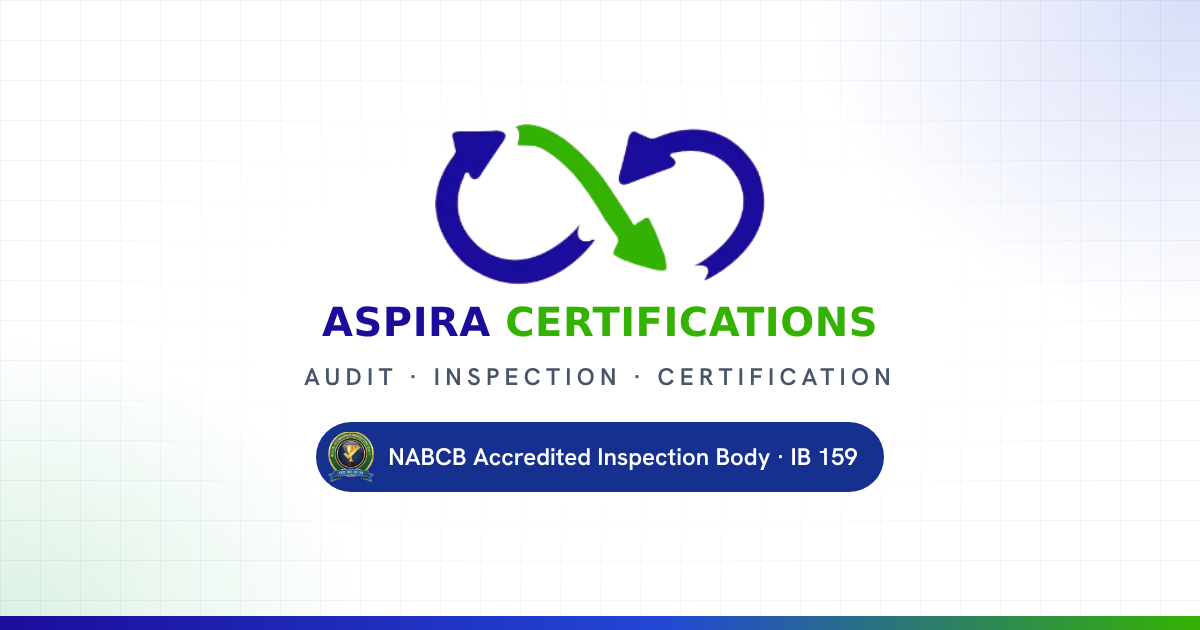 ASPIRA CERTIFICATIONS
AUDIT · INSPECTION · CERTIFICATION
NABCB Accredited Inspection Body · IB 159